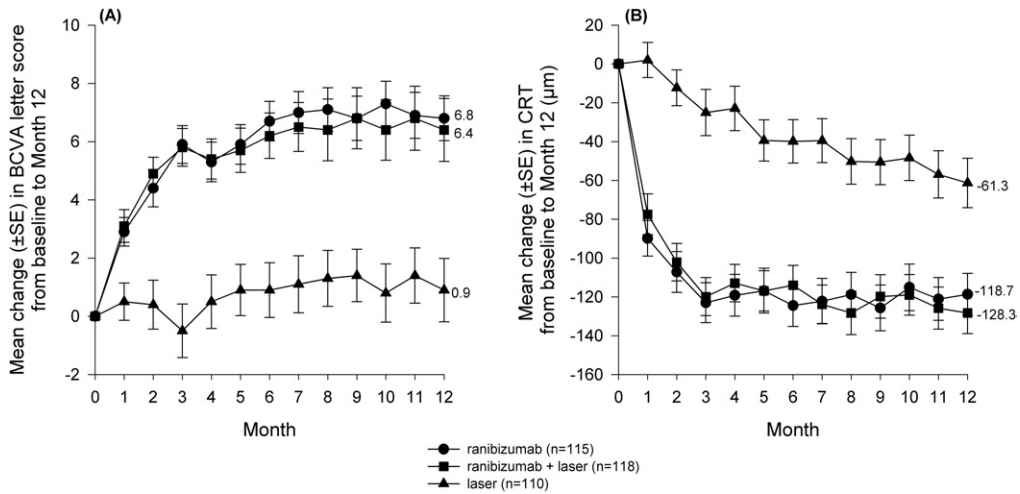 (A)
Mean change (±SE) in BCVA letter score
from baseline to Month 12
10
8
6
4
2
0
-2
6.8
6.4
0.9
0 1 2 3 4 5 6 7 8 9 10 11 12
Month
(B)
Mean change (±SE) in CRT
from baseline to Month 12 (µm)
20
0
-20
-40
-60
-80
-100
-120
-140
-160
-61.3
-118.7
-128.3
0 1 2 3 4 5 6 7 8 9 10 11 12
Month
ranibizumab (n=115)
ranibizumab + laser (n=118)
laser (n=110)